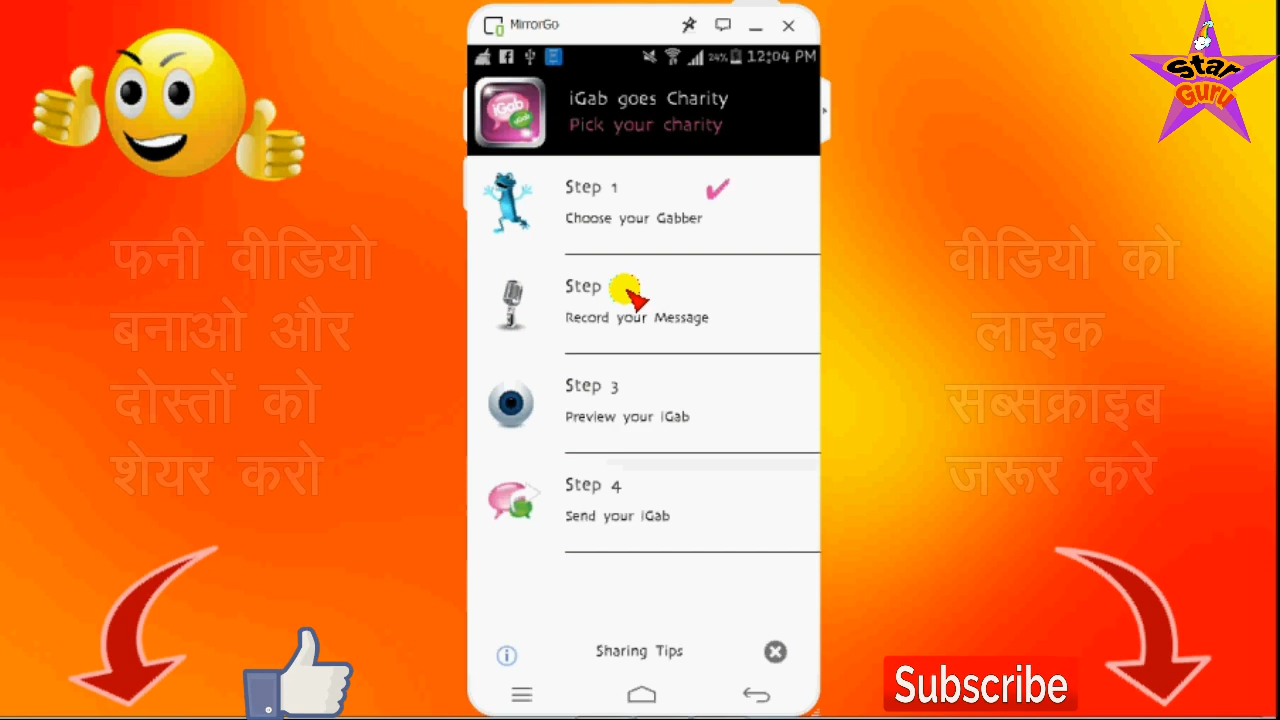 MirrorGo
24% 12:04 PM
iGab goes Charity
Pick your charity
iGab
Star
Guru
Step 1
Choose your Gabber
Step
Record your Message
Step 3
Preview your iGab
Step 4
Send your iGab
Sharing Tips
फनी वीडियो
बनाओ और
दोस्तों को
शेयर करो
वीडियो को
लाइक
सब्सक्राइब
जरूर करे
Subscribe